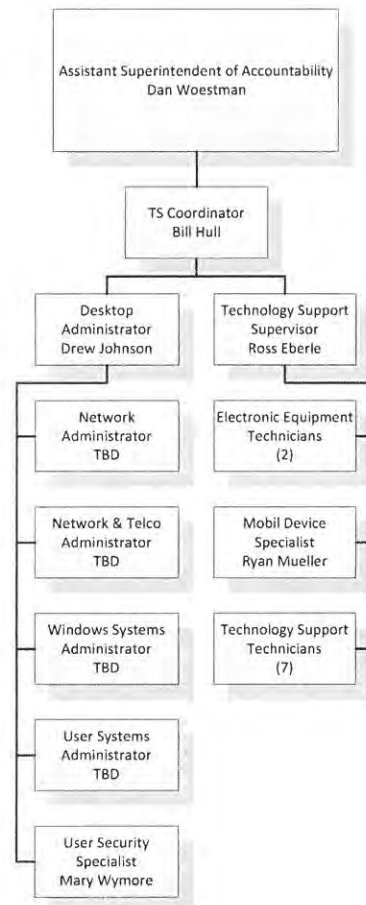 Assistant Superintendent of Accountability
Dan Woestman
TS Coordinator
Bill Hull
Desktop
Administrator
Drew Johnson
Technology Support
Supervisor
Ross Eberle
Network
Administrator
TBD
Electronic Equipment
Technicians
(2)
Network & Telco
Administrator
TBD
Mobil Device
Specialist
Ryan Mueller
Windows Systems
Administrator
TBD
Technology Support
Technicians
(7)
User Systems
Administrator
TBD
User Security
Specialist
Mary Wymore